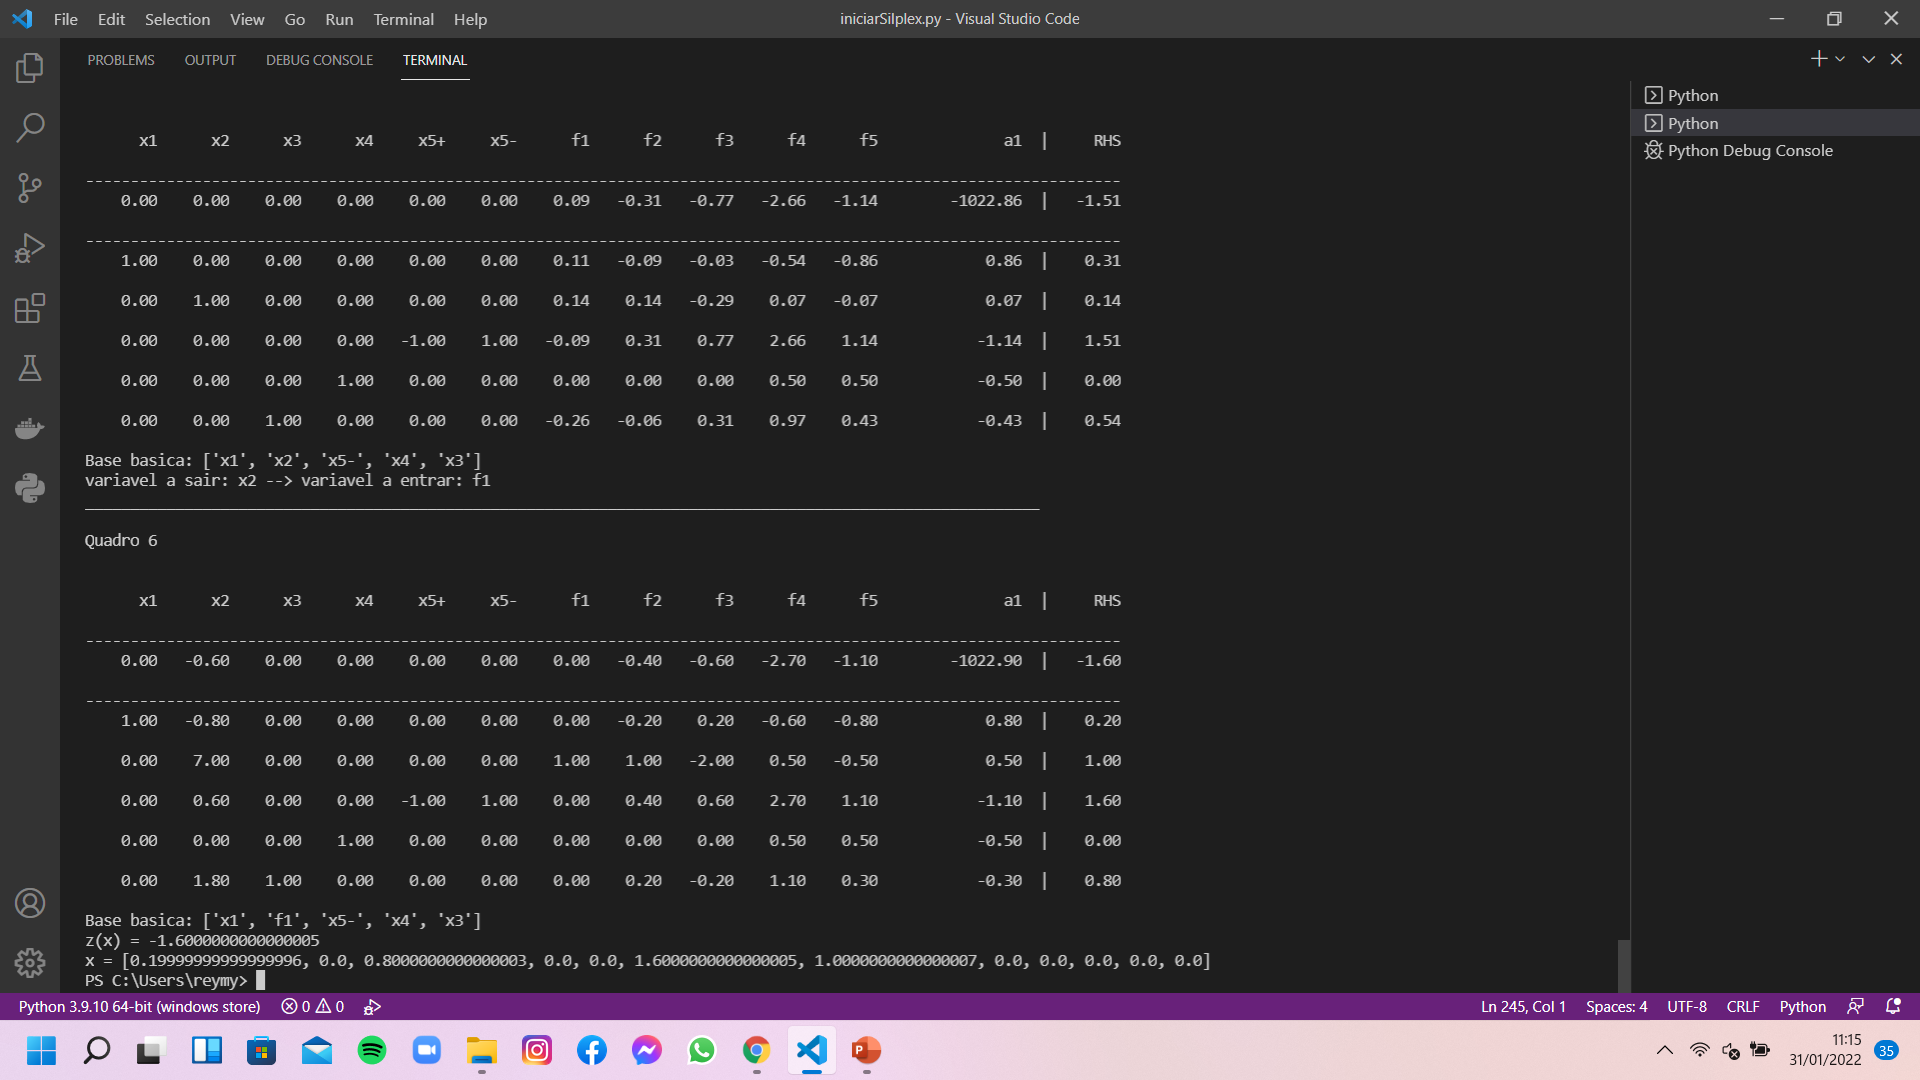 File Edit Selection View Go Run Terminal Help
iniciarSilplex.py - Visual Studio Code
PROBLEMS OUTPUT DEBUG CONSOLE TERMINAL
Python
Python
Python Debug Console
x1 x2 x3 x4 x5+ x5- f1 f2 f3 f4 f5 a1 | RHS
-------------------------------------------------------------------------------------------------------------------
0.00 0.00 0.00 0.00 0.00 0.00 0.09 -0.31 -0.77 -2.66 -1.14 -1022.86 | -1.51
-------------------------------------------------------------------------------------------------------------------
1.00 0.00 0.00 0.00 0.00 0.00 0.11 -0.09 -0.03 -0.54 -0.86 0.86 | 0.31
0.00 1.00 0.00 0.00 0.00 0.00 0.14 0.14 -0.29 0.07 -0.07 0.07 | 0.14
0.00 0.00 0.00 0.00 -1.00 1.00 -0.09 0.31 0.77 2.66 1.14 -1.14 | 1.51
0.00 0.00 0.00 1.00 0.00 0.00 0.00 0.00 0.00 0.50 0.50 -0.50 | 0.00
0.00 0.00 1.00 0.00 0.00 0.00 -0.26 -0.06 0.31 0.97 0.43 -0.43 | 0.54
Base basica: ['x1', 'x2', 'x5-', 'x4', 'x3']
variavel a sair: x2 --> variavel a entrar: f1
__________________________________________________________________________________________________________
Quadro 6
x1 x2 x3 x4 x5+ x5- f1 f2 f3 f4 f5 a1 | RHS
-------------------------------------------------------------------------------------------------------------------
0.00 -0.60 0.00 0.00 0.00 0.00 0.00 -0.40 -0.60 -2.70 -1.10 -1022.90 | -1.60
-------------------------------------------------------------------------------------------------------------------
1.00 -0.80 0.00 0.00 0.00 0.00 0.00 -0.20 0.20 -0.60 -0.80 0.80 | 0.20
0.00 7.00 0.00 0.00 0.00 0.00 1.00 1.00 -2.00 0.50 -0.50 0.50 | 1.00
0.00 0.60 0.00 0.00 -1.00 1.00 0.00 0.40 0.60 2.70 1.10 -1.10 | 1.60
0.00 0.00 0.00 1.00 0.00 0.00 0.00 0.00 0.00 0.50 0.50 -0.50 | 0.00
0.00 1.80 1.00 0.00 0.00 0.00 0.00 0.20 -0.20 1.10 0.30 -0.30 | 0.80
Base basica: ['x1', 'f1', 'x5-', 'x4', 'x3']
z(x) = -1.6000000000000005
x = [0.19999999999999996, 0.0, 0.8000000000000003, 0.0, 0.0, 1.6000000000000005, 1.0000000000000007, 0.0, 0.0, 0.0, 0.0, 0.0]
PS C:\Users\reymy>
Python 3.9.10 64-bit (windows store) 0 0
Ln 245, Col 1 Spaces: 4 UTF-8 CRLF Python
11:15
31/01/2022
35